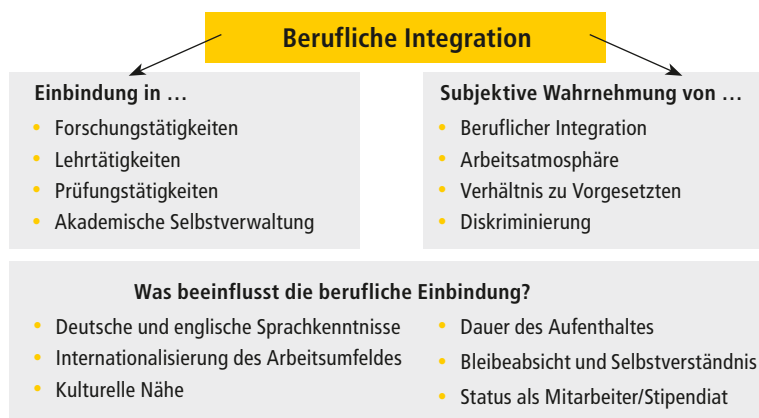 Berufliche Integration
Einbindung in …
• Forschungstätigkeiten
• Lehrtätigkeiten
• Prüfungstätigkeiten
• Akademische Selbstverwaltung
Subjektive Wahrnehmung von …
• Beruflicher Integration
• Arbeitsatmosphäre
• Verhältnis zu Vorgesetzten
• Diskriminierung
Was beeinflusst die berufliche Einbindung?
• Deutsche und englische Sprachkenntnisse
• Internationalisierung des Arbeitsumfeldes
• Kulturelle Nähe
• Dauer des Aufenthaltes
• Bleibeabsicht und Selbstverständnis
• Status als Mitarbeiter/Stipendiat